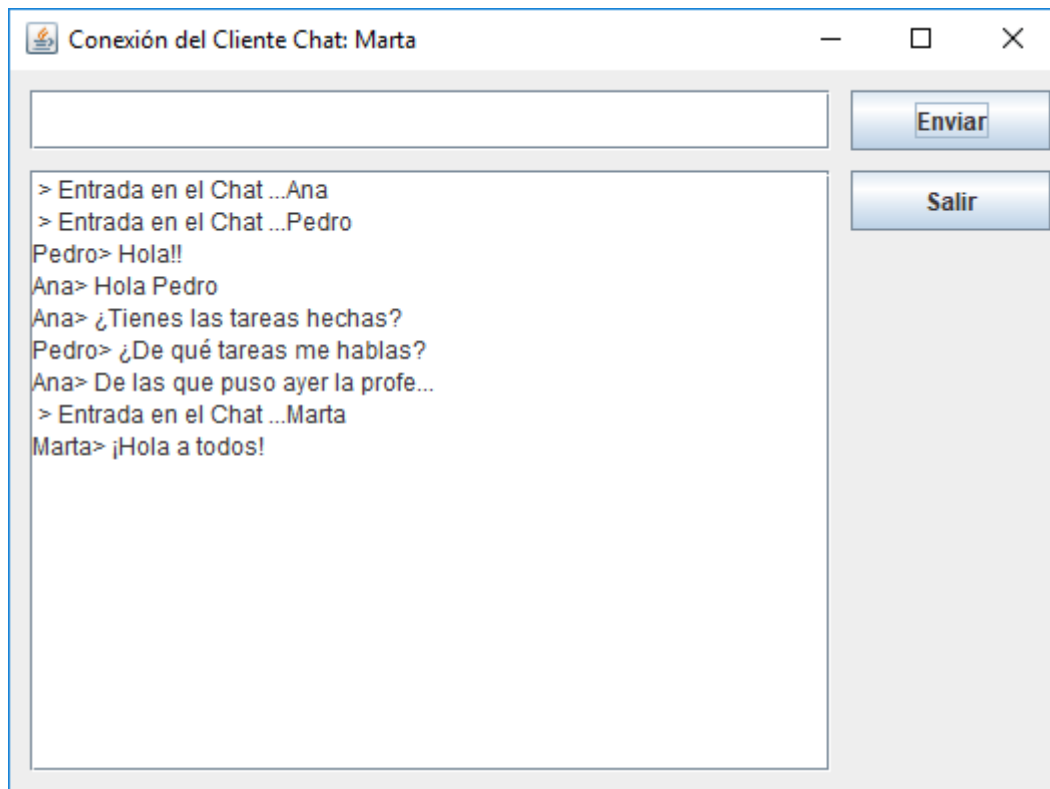 Conexión del Cliente Chat: Marta
Enviar
Salir
> Entrada en el Chat ...Ana
> Entrada en el Chat ...Pedro
Pedro> Hola!!
Ana> Hola Pedro
Ana> ¿Tienes las tareas hechas?
Pedro> ¿De qué tareas me hablas?
Ana> De las que puso ayer la profe...
> Entrada en el Chat ...Marta
Marta> ¡Hola a todos!